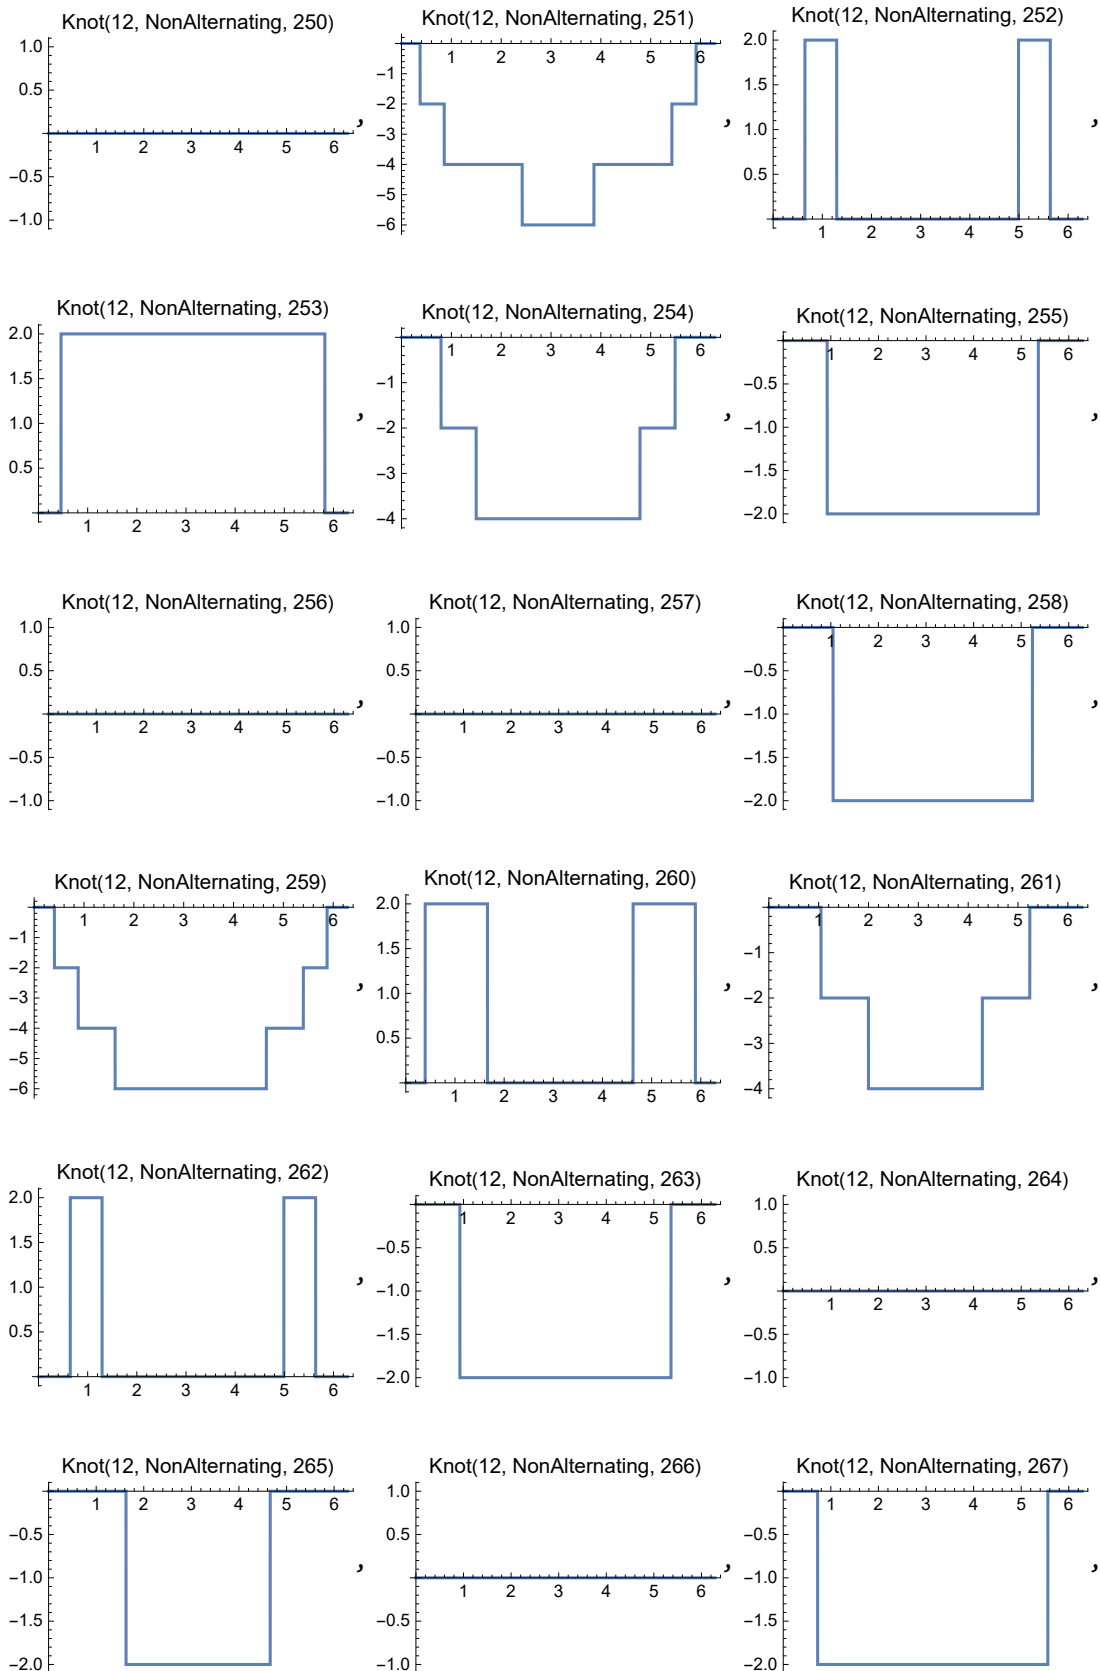 Knot(12, NonAlternating, 250)
1.0
0.5
−0.5
−1.0
1 2 3 4 5 6
,
Knot(12, NonAlternating, 251)
1 2 3 4 5 6
−1
−2
−3
−4
−5
−6
,
Knot(12, NonAlternating, 252)
2.0
1.5
1.0
0.5
1 2 3 4 5 6
,
Knot(12, NonAlternating, 253)
2.0
1.5
1.0
0.5
1 2 3 4 5 6
,
Knot(12, NonAlternating, 254)
1 2 3 4 5 6
−1
−2
−3
−4
,
Knot(12, NonAlternating, 255)
1 2 3 4 5 6
−0.5
−1.0
−1.5
−2.0
,
Knot(12, NonAlternating, 256)
1.0
0.5
1 2 3 4 5 6
−0.5
−1.0
,
Knot(12, NonAlternating, 257)
1.0
0.5
1 2 3 4 5 6
−0.5
−1.0
,
Knot(12, NonAlternating, 258)
1 2 3 4 5 6
−0.5
−1.0
−1.5
−2.0
,
Knot(12, NonAlternating, 259)
1 2 3 4 5 6
−1
−2
−3
−4
−5
−6
,
Knot(12, NonAlternating, 260)
2.0
1.5
1.0
0.5
1 2 3 4 5 6
,
Knot(12, NonAlternating, 261)
1 2 3 4 5 6
−1
−2
−3
−4
,
Knot(12, NonAlternating, 262)
2.0
1.5
1.0
0.5
1 2 3 4 5 6
,
Knot(12, NonAlternating, 263)
1 2 3 4 5 6
−0.5
−1.0
−1.5
−2.0
,
Knot(12, NonAlternating, 264)
1.0
0.5
1 2 3 4 5 6
−0.5
−1.0
,
Knot(12, NonAlternating, 265)
1 2 3 4 5 6
−0.5
−1.0
−1.5
−2.0
,
Knot(12, NonAlternating, 266)
1.0
0.5
1 2 3 4 5 6
−0.5
−1.0
,
Knot(12, NonAlternating, 267)
1 2 3 4 5 6
−0.5
−1.0
−1.5
−2.0
,